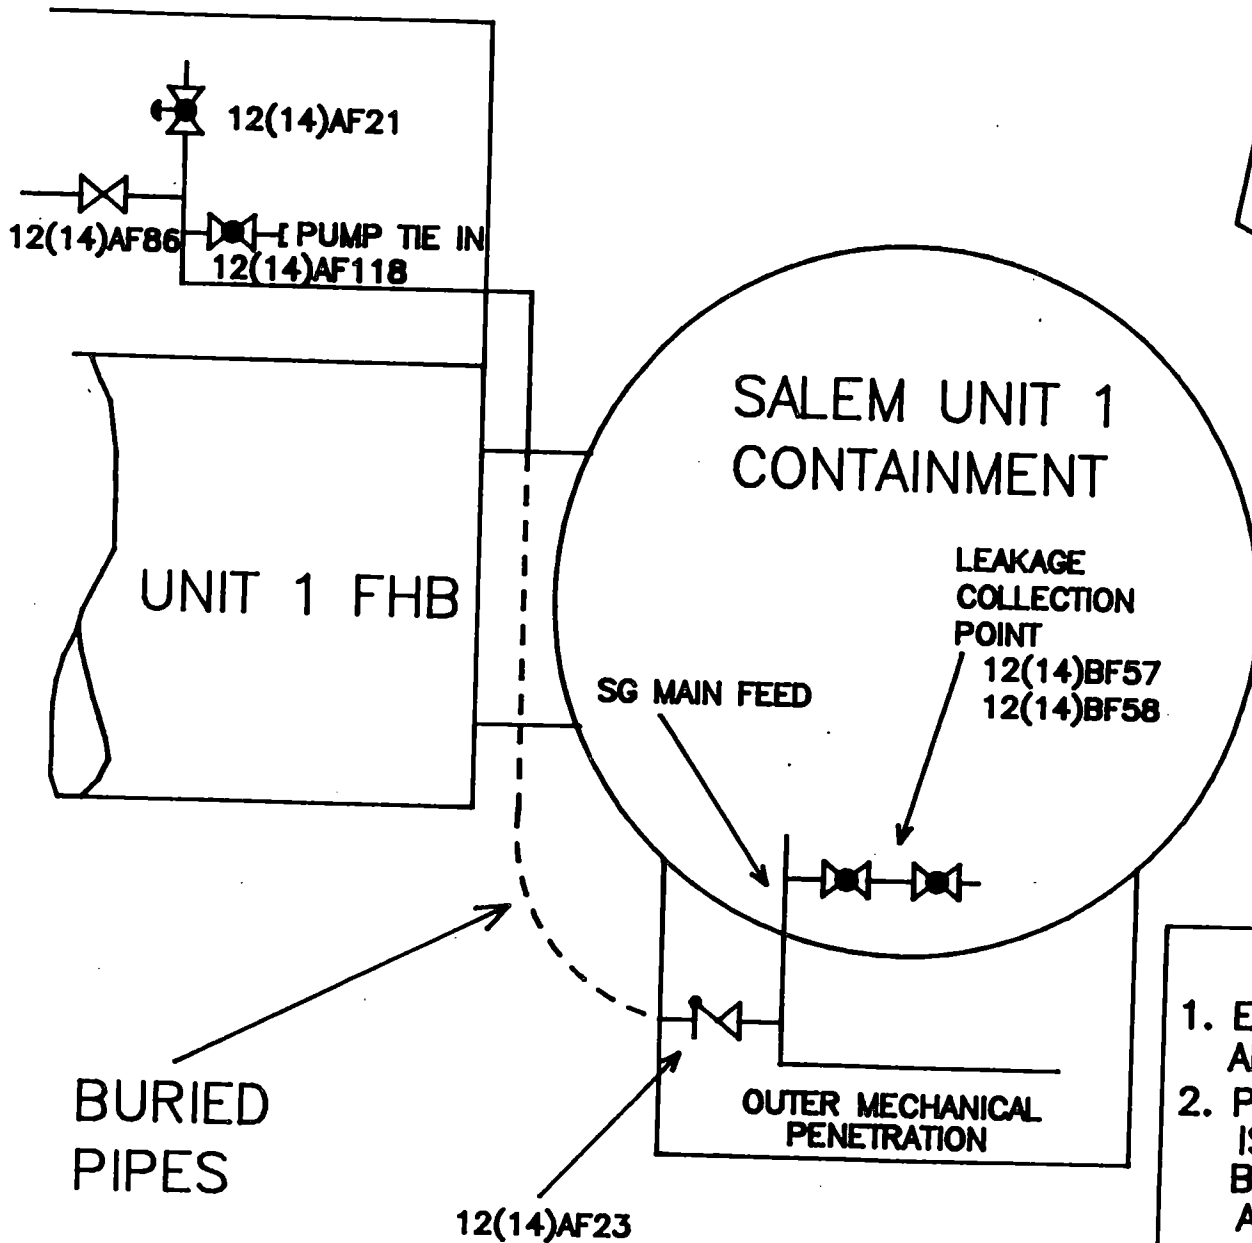 12(14)AF21
12(14)AF86
[ PUMP TIE IN
12(14)AF118
SALEM UNIT 1
CONTAINMENT
UNIT 1 FHB
LEAKAGE
COLLECTION
POINT
12(14)BF57
12(14)BF58
SG MAIN FEED
BURIED
PIPES
OUTER MECHANICAL
PENETRATION
12(14)AF23
1. E
2. P
IS
B